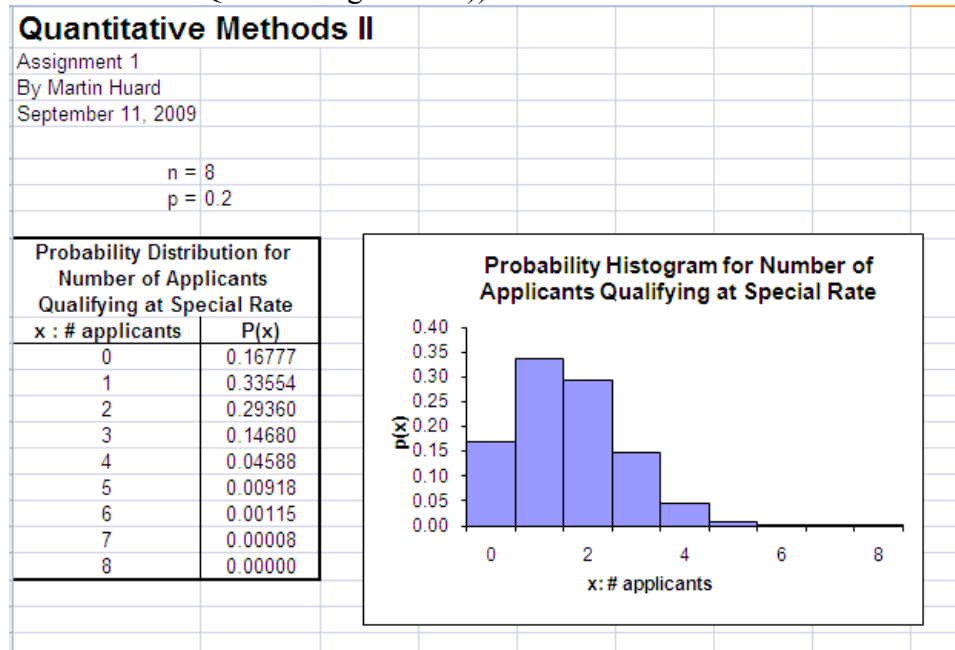 Quantitative Methods II
Assignment 1
By Martin Huard
September 11, 2009
n = 8
p = 0.2
Probability Distribution for
Number of Applicants
Qualifying at Special Rate
x : # applicants P(x)
0 0.16777
1 0.33554
2 0.29360
3 0.14680
4 0.04588
5 0.00918
6 0.00115
7 0.00008
8 0.00000
Probability Histogram for Number of
Applicants Qualifying at Special Rate
0.40
0.35
0.30
0.25
0.20
0.15
0.10
0.05
0.00
p(x)
0 2 4 6 8
x: # applicants